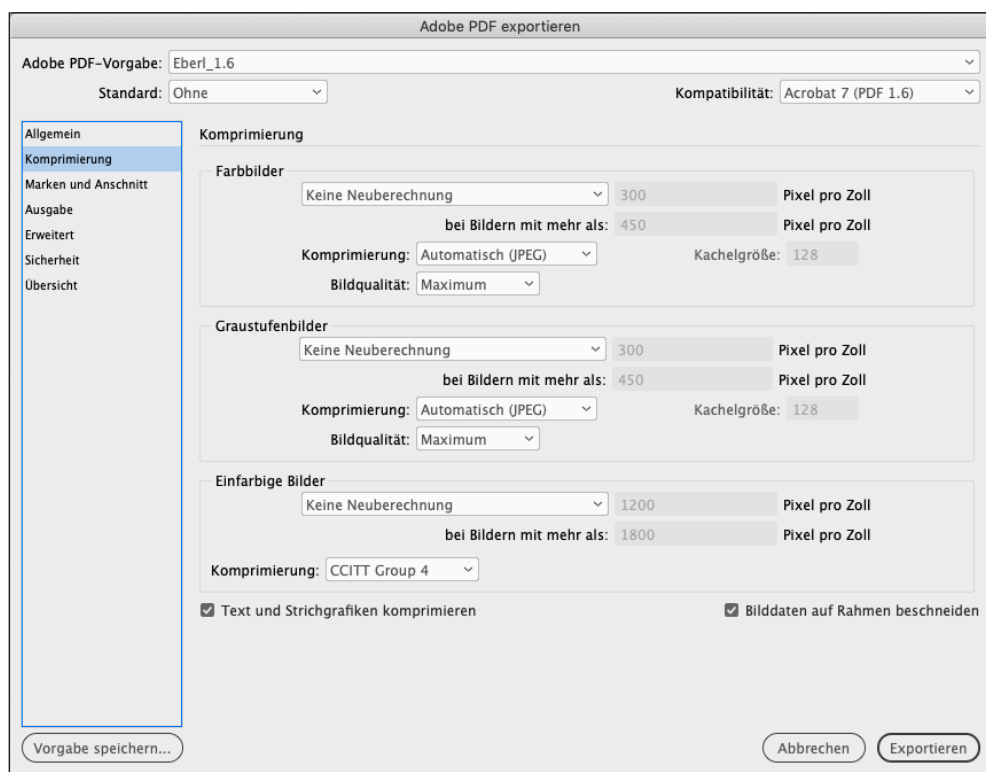 Adobe PDF exportieren
Adobe PDF-Vorgabe: Eberl_1.6
Standard: Ohne Kompatibilität: Acrobat 7 (PDF 1.6)
Allgemein
Komprimierung
Marken und Anschnitt
Ausgabe
Erweitert
Sicherheit
Übersicht
Komprimierung
Farbbilder
Keine Neuberechnung 300 Pixel pro Zoll
bei Bildern mit mehr als: 450 Pixel pro Zoll
Komprimierung: Automatisch (JPEG) Kachelgröße: 128
Bildqualität: Maximum
Graustufenbilder
Keine Neuberechnung 300 Pixel pro Zoll
bei Bildern mit mehr als: 450 Pixel pro Zoll
Komprimierung: Automatisch (JPEG) Kachelgröße: 128
Bildqualität: Maximum
Einfarbige Bilder
Keine Neuberechnung 1200 Pixel pro Zoll
bei Bildern mit mehr als: 1800 Pixel pro Zoll
Komprimierung: CCITT Group 4
Text und Strichgrafiken komprimieren Bilddaten auf Rahmen beschneiden
Vorgabe speichern... Abbrechen Exportieren